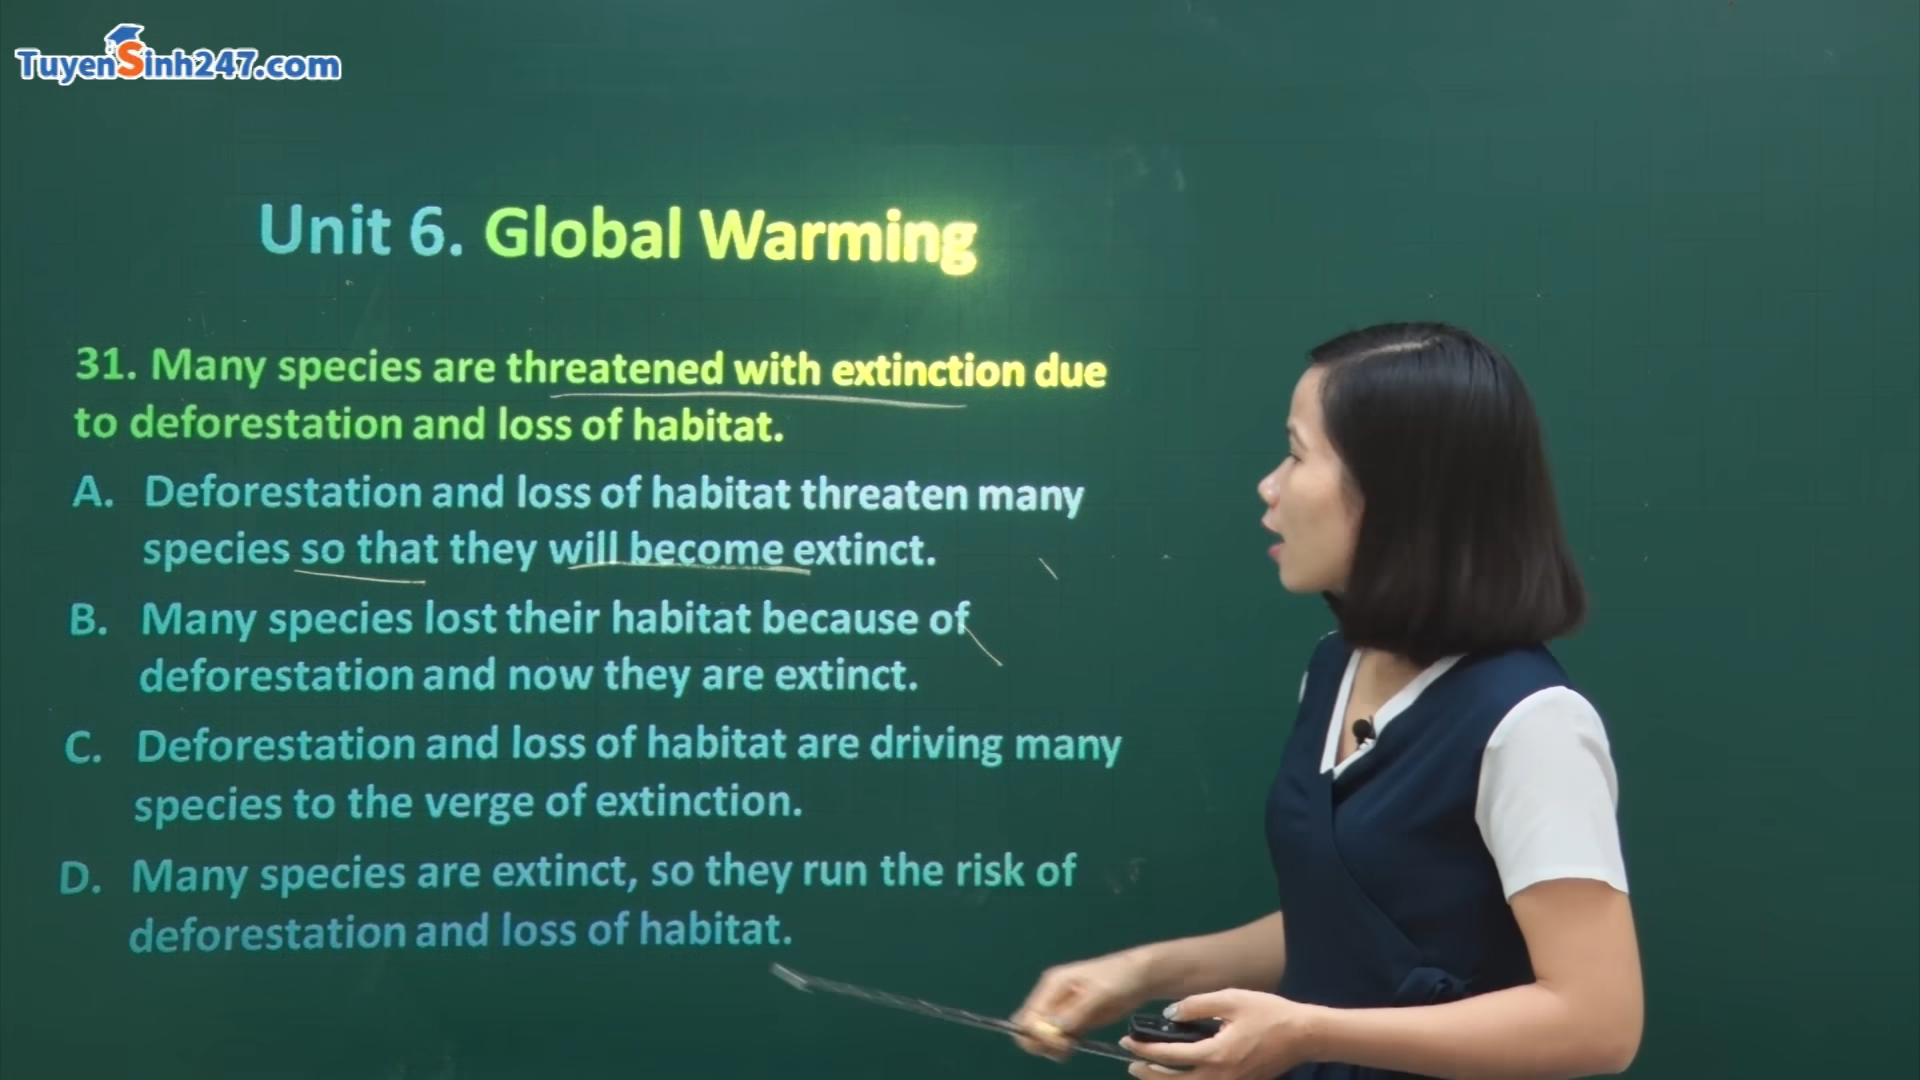 TuyenSinh247.com
Unit 6. Global Warming
31. Many species are threatened with extinction due
to deforestation and loss of habitat.
A. Deforestation and loss of habitat threaten many
species so that they will become extinct.
B. Many species lost their habitat because of
deforestation and now they are extinct.
C. Deforestation and loss of habitat are driving many
species to the verge of extinction.
D. Many species are extinct, so they run the risk of
deforestation and loss of habitat.